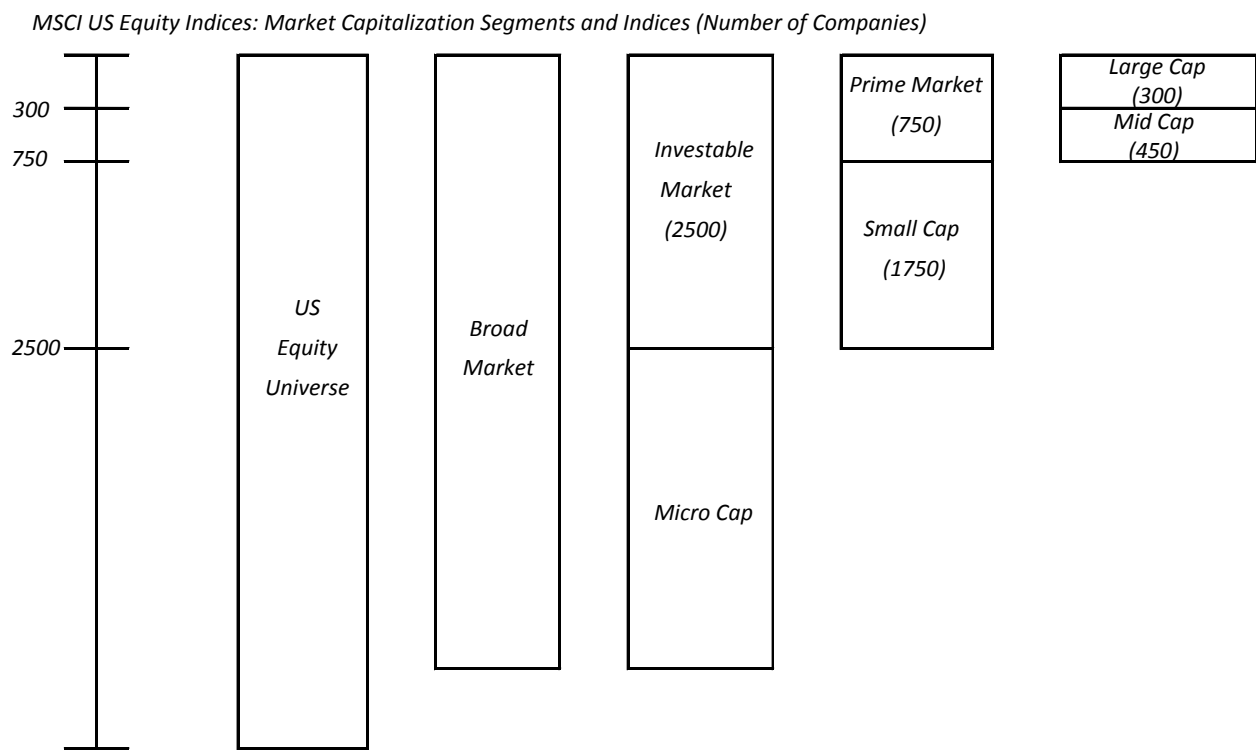 MSCI US Equity Indices: Market Capitalization Segments and Indices (Number of Companies)
300
750
2500
US
Equity
Universe
Broad
Market
Investable
Market
(2500)
Micro Cap
Prime Market
(750)
Small Cap
(1750)
Large Cap
(300)
Mid Cap
(450)